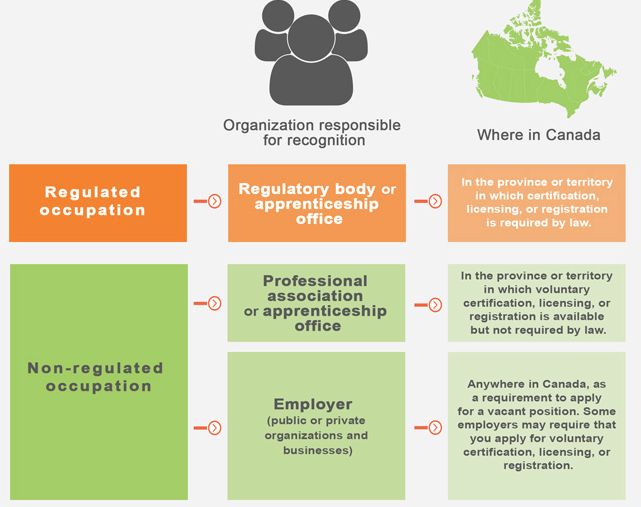 Organization responsible
for recognition
Where in Canada
Regulated
occupation
Regulatory body or
apprenticeship
office
In the province or territory
in which certification,
licensing, or registration
is required by law.
Non-regulated
occupation
Professional
association
or apprenticeship
office
In the province or territory
in which voluntary
certification, licensing, or
registration is available
but not required by law.
Employer
(public or private
organizations and
businesses)
Anywhere in Canada, as
a requirement to apply
for a vacant position. Some
employers may require that
you apply for voluntary
certification, licensing, or
registration.